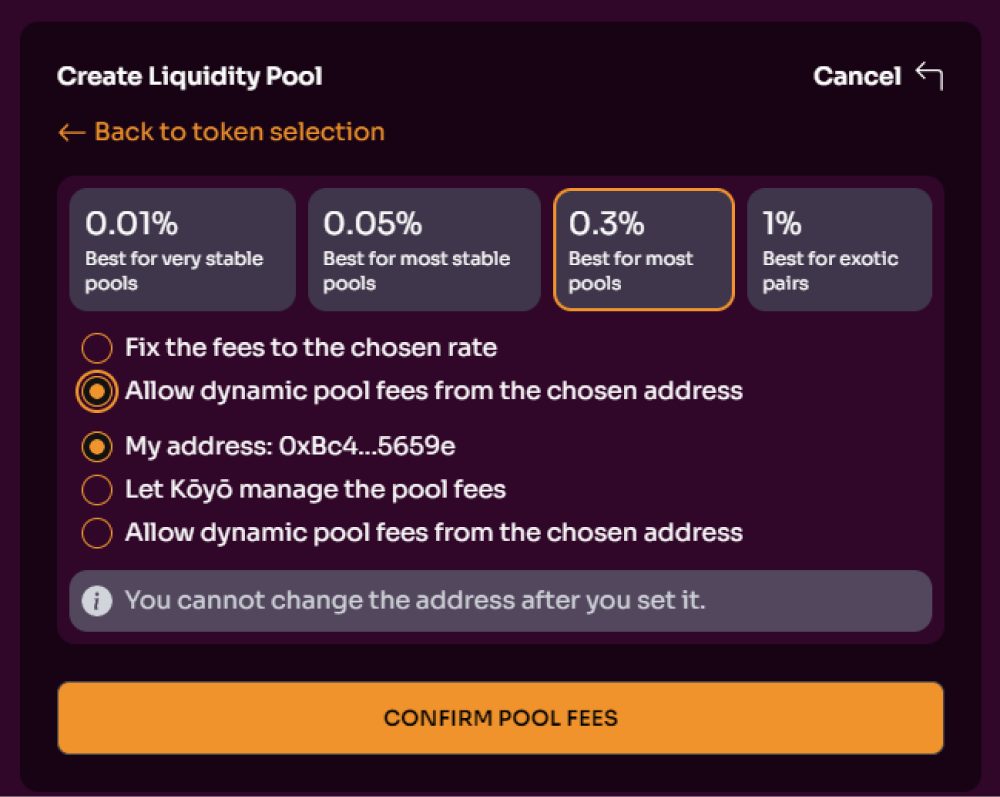 Create Liquidity Pool
Cancel
← Back to token selection
0.01%
Best for very stable
pools
0.05%
Best for most stable
pools
0.3%
Best for most
pools
1%
Best for exotic
pairs
Fix the fees to the chosen rate
Allow dynamic pool fees from the chosen address
My address: 0xBc4...5659e
Let Kōyō manage the pool fees
Allow dynamic pool fees from the chosen address
i You cannot change the address after you set it.
CONFIRM POOL FEES